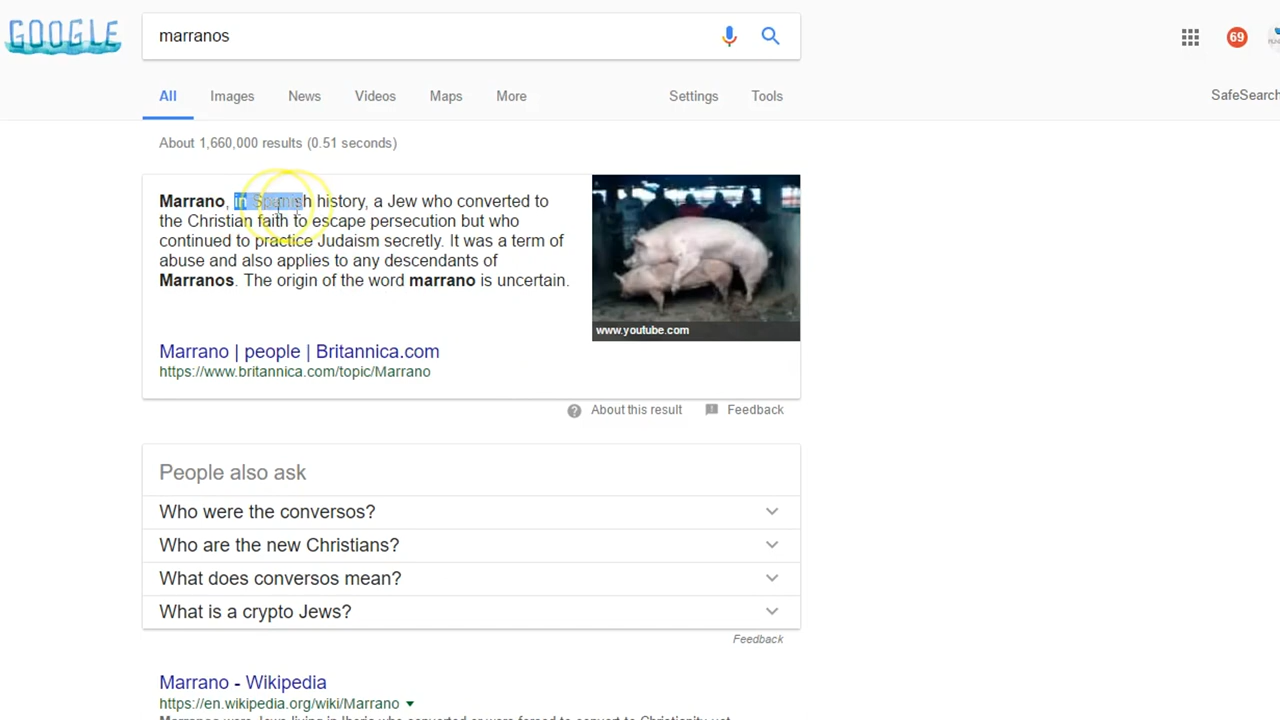 GOOGLE
marranos
69
All Images News Videos Maps More Settings Tools
SafeSearch
About 1,660,000 results (0.51 seconds)
Marrano, in Spanish history, a Jew who converted to
the Christian faith to escape persecution but who
continued to practice Judaism secretly. It was a term of
abuse and also applies to any descendants of
Marranos. The origin of the word marrano is uncertain.
www.youtube.com
Marrano | people | Britannica.com
https://www.britannica.com/topic/Marrano
About this result Feedback
People also ask
Who were the conversos?
Who are the new Christians?
What does conversos mean?
What is a crypto Jews?
Feedback
Marrano - Wikipedia
https://en.wikipedia.org/wiki/Marrano